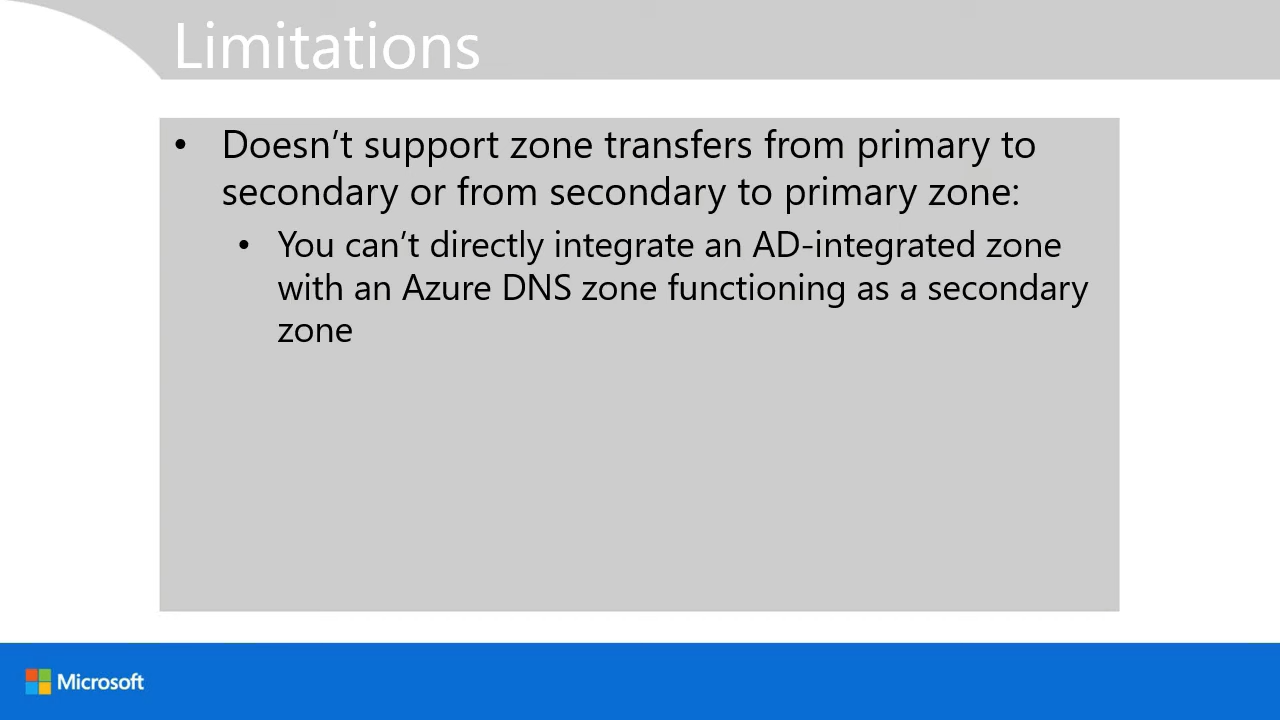 Limitations
• Doesn’t support zone transfers from primary to
secondary or from secondary to primary zone:
• You can’t directly integrate an AD-integrated zone
with an Azure DNS zone functioning as a secondary
zone
Microsoft